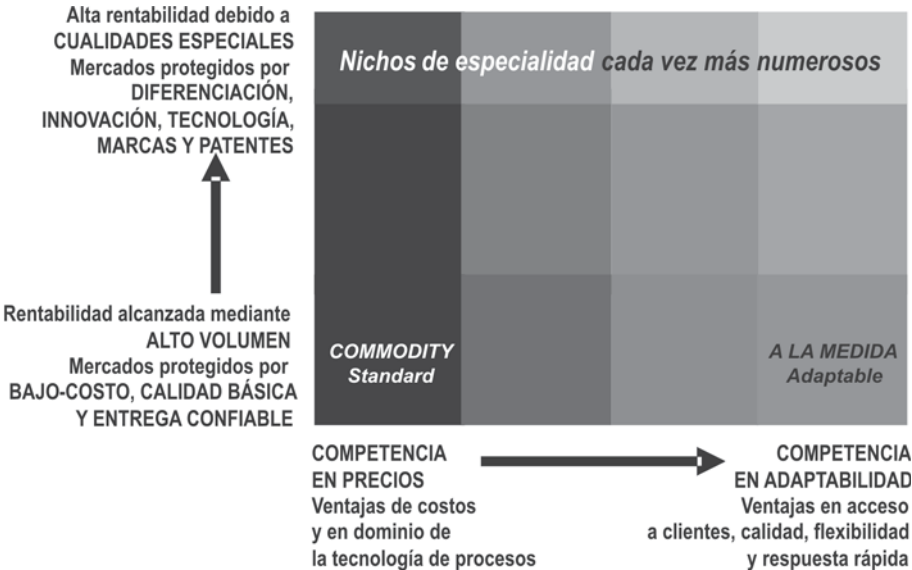 Alta rentabilidad debido a
CUALIDADES ESPECIALES
Mercados protegidos por
DIFERENCIACIÓN,
INNOVACIÓN, TECNOLOGÍA,
MARCAS Y PATENTES
Nichos de especialidad cada vez más numerosos
Rentabilidad alcanzada mediante
ALTO VOLUMEN
Mercados protegidos por
BAJO-COSTO, CALIDAD BÁSICA
Y ENTREGA CONFIABLE
COMMODITY
Standard
A LA MEDIDA
Adaptable
COMPETENCIA
EN PRECIOS
Ventajas de costos
y en dominio de
la tecnología de procesos
COMPETENCIA
EN ADAPTABILIDAD
Ventajas en acceso
a clientes, calidad, flexibilidad
y respuesta rápida